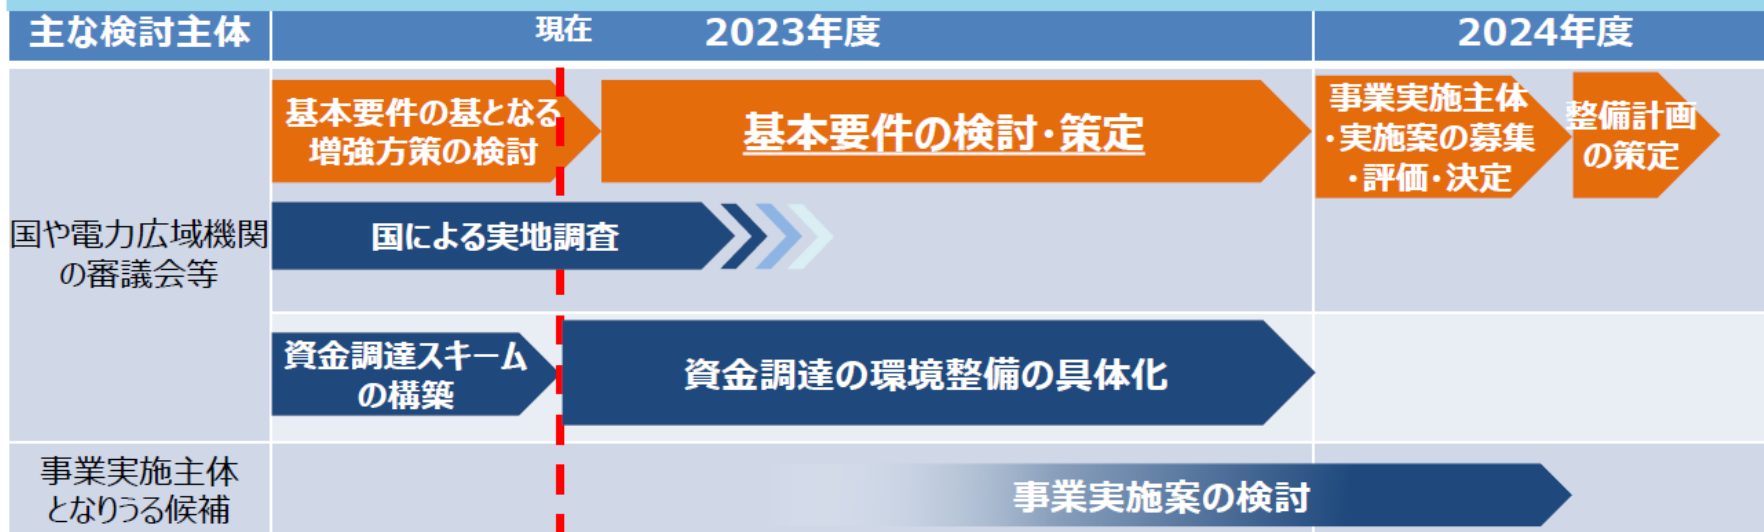 主な検討主体
現在
2023年度
2024年度
国や電力広域機関
の審議会等
基本要件の基となる
増強方策の検討
基本要件の検討・策定
事業実施主体
・実施案の募集
・評価・決定
整備計画
の策定
国による実地調査
資金調達スキーム
の構築
資金調達の環境整備の具体化
事業実施主体
となりうる候補
事業実施案の検討